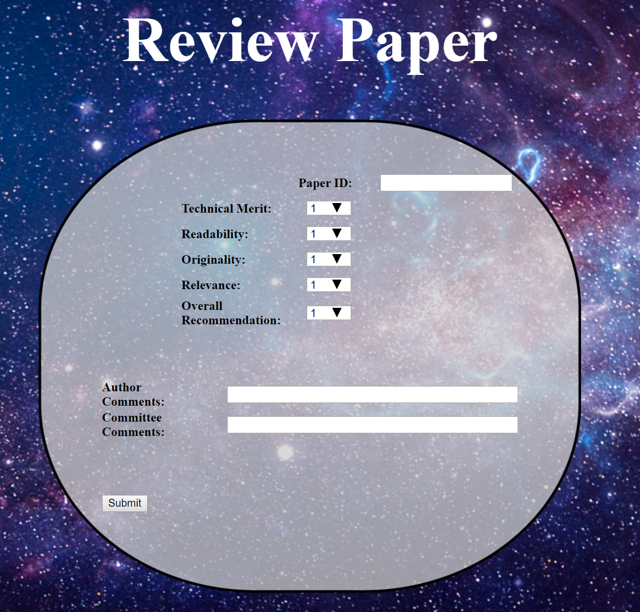 Review Paper
Paper ID:
Technical Merit: 1 ▼
Readability: 1 ▼
Originality: 1 ▼
Relevance: 1 ▼
Overall
Recommendation: 1 ▼
Author
Comments:
Committee
Comments:
Submit